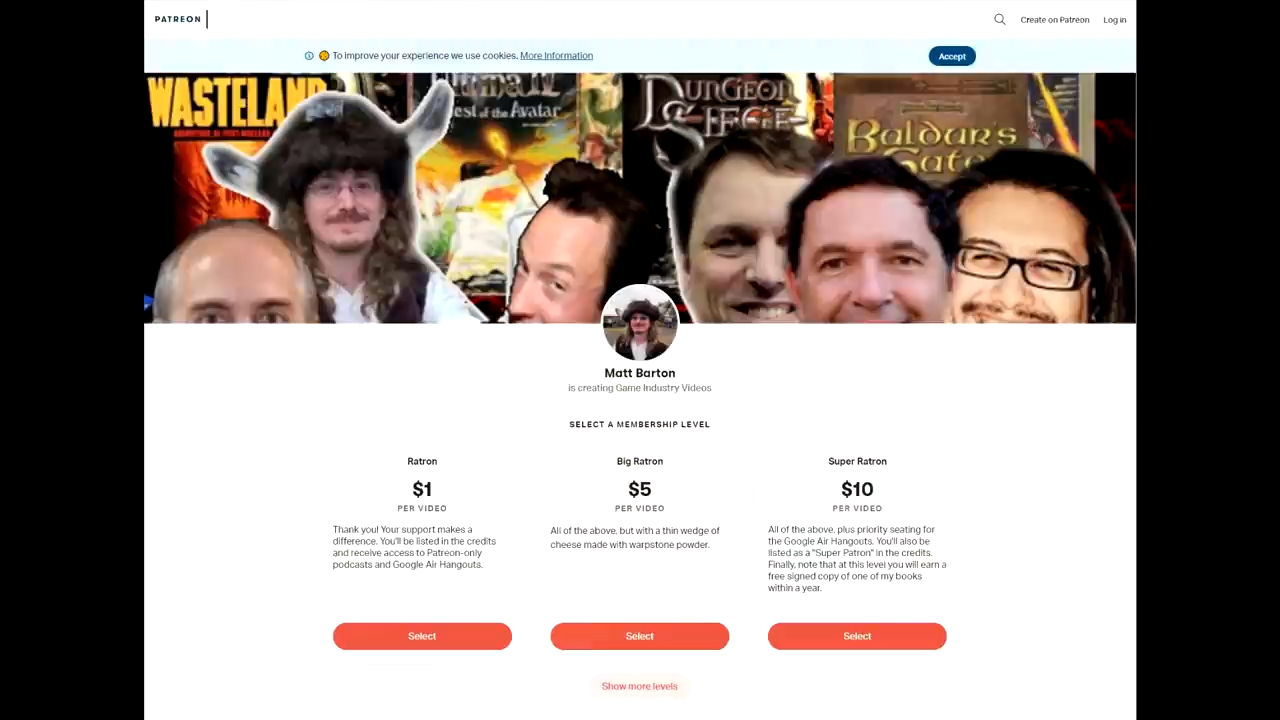 PATREON
Create on Patreon
Log in
To improve your experience we use cookies. More Information
Accept
WASTELAND
est of the Avatar
DUNGEON
SIEGE
Baldur's
Gate
Matt Barton
is creating Game Industry Videos
SELECT A MEMBERSHIP LEVEL
Ratron
$1
PER VIDEO
Thank you! Your support makes a
difference. You'll be listed in the credits
and receive access to Patreon-only
podcasts and Google Air Hangouts.
Select
Big Ratron
$5
PER VIDEO
All of the above, but with a thin wedge of
cheese made with warpstone powder.
Select
Super Ratron
$10
PER VIDEO
All of the above, plus priority seating for
the Google Air Hangouts. You'll also be
listed as a "Super Patron" in the credits.
Finally, note that at this level you will earn a
free signed copy of one of my books
within a year.
Select
Show more levels